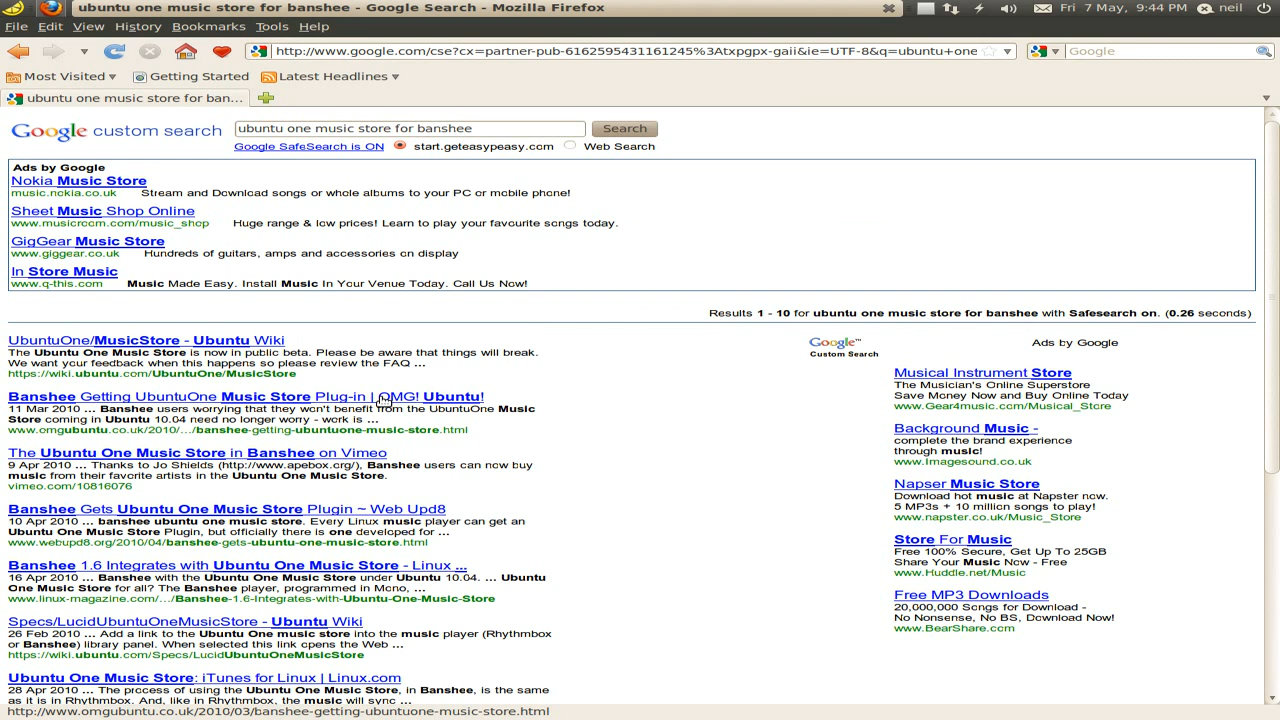 ubuntu one music store for banshee - Google Search - Mozilla Firefox
Fri 7 May, 9:44 PM neil
File Edit View History Bookmarks Tools Help
http://www.google.com/cse?cx=partner-pub-6162595431161245%3Atxpgpx-gaii&ie=UTF-8&q=ubuntu+one
Google
Most Visited Getting Started Latest Headlines
ubuntu one music store for ban...
Google custom search
ubuntu one music store for banshee
Search
Google SafeSearch is ON start.geteasypeasy.com Web Search
Ads by Google
Nokia Music Store
music.nokia.co.uk Stream and Download songs or whole albums to your PC or mobile phone!
Sheet Music Shop Online
www.musicroom.com/music_shop Huge range & low prices! Learn to play your favourite songs today.
GigGear Music Store
www.giggear.co.uk Hundreds of guitars, amps and accessories on display
In Store Music
www.q-this.com Music Made Easy. Install Music In Your Venue Today. Call Us Now!
Results 1 - 10 for ubuntu one music store for banshee with Safesearch on. (0.26 seconds)
UbuntuOne/MusicStore - Ubuntu Wiki
The Ubuntu One Music Store is now in public beta. Please be aware that things will break.
We want your feedback when this happens so please review the FAQ ...
https://wiki.ubuntu.com/UbuntuOne/MusicStore
Banshee Getting UbuntuOne Music Store Plug-in | OMG! Ubuntu!
11 Mar 2010 ... Banshee users worrying that they won't benefit from the UbuntuOne Music
Store coming in Ubuntu 10.04 need no longer worry - work is ...
www.omgubuntu.co.uk/2010/.../banshee-getting-ubuntuone-music-store.html
The Ubuntu One Music Store in Banshee on Vimeo
9 Apr 2010 ... Thanks to Jo Shields (http://www.apebox.org/), Banshee users can now buy
music from their favorite artists in the Ubuntu One Music Store.
vimeo.com/10816076
Banshee Gets Ubuntu One Music Store Plugin ~ Web Upd8
10 Apr 2010 ... banshee ubuntu one music store. Every Linux music player can get an
Ubuntu One Music Store Plugin, but officially there is one developed for ...
www.webupd8.org/2010/04/banshee-gets-ubuntu-one-music-store.html
Banshee 1.6 Integrates with Ubuntu One Music Store - Linux ...
16 Apr 2010 ... Banshee with the Ubuntu One Music Store under Ubuntu 10.04. ... Ubuntu
One Music Store for all? The Banshee player, programmed in Mono, ...
www.linux-magazine.com/.../Banshee-1.6-Integrates-with-Ubuntu-One-Music-Store
Specs/LucidUbuntuOneMusicStore - Ubuntu Wiki
26 Feb 2010 ... Add a link to the Ubuntu One music store into the music player (Rhythmbox
or Banshee) library panel. When selected this link opens the Web ...
https://wiki.ubuntu.com/Specs/LucidUbuntuOneMusicStore
Ubuntu One Music Store: iTunes for Linux | Linux.com
28 Apr 2010 ... The process of using the Ubuntu One Music Store, in Banshee, is the same
as it is in Rhythmbox. And, like in Rhythmbox, the music will sync ...
Google™
Custom Search
Ads by Google
Musical Instrument Store
The Musician's Online Superstore
Save Money Now and Buy Online Today
www.Gear4music.com/Musical_Store
Background Music -
complete the brand experience
through music!
www.Imagesound.co.uk
Napser Music Store
Download hot music at Napster now.
5 MP3s + 10 million songs to play!
www.napster.co.uk/Music_Store
Store For Music
Free 100% Secure, Get Up To 25GB
Share Your Music Now - Free
www.Huddle.net/Music
Free MP3 Downloads
20,000,000 Songs for Download -
No Nonsense, No BS, Download Now!
www.BearShare.com
http://www.omgubuntu.co.uk/2010/03/banshee-getting-ubuntuone-music-store.html